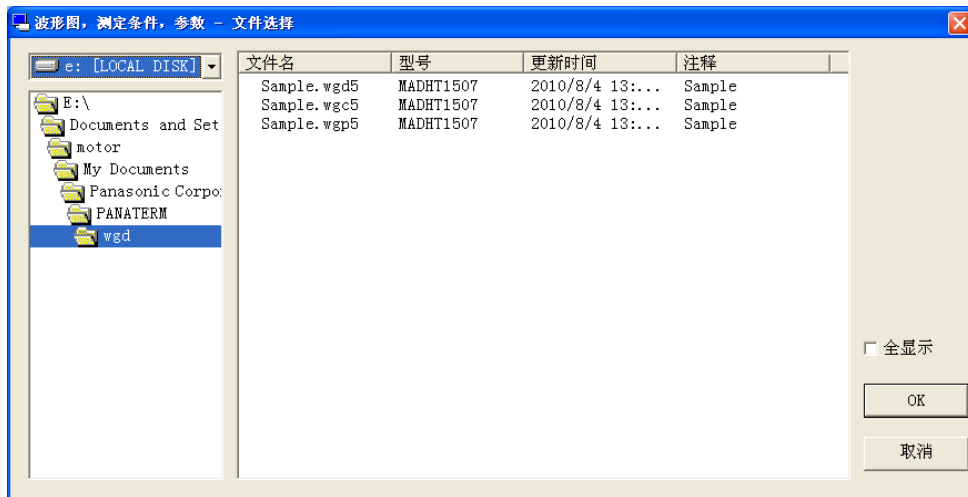 波形图，测定条件，参数 - 文件选择
e: [LOCAL DISK]
E:\
Documents and Set
motor
My Documents
Panasonic Corpo
PANATERM
wgd
文件名 型号 更新时间 注释
Sample.wgd5 MADHT1507 2010/8/4 13:... Sample
Sample.wgc5 MADHT1507 2010/8/4 13:... Sample
Sample.wgp5 MADHT1507 2010/8/4 13:... Sample
全显示
OK
取消